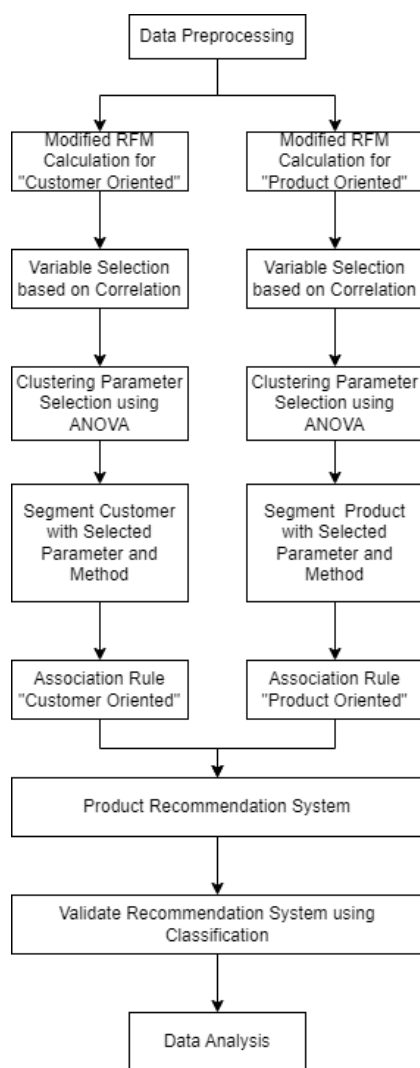 Data Preprocessing
Modified RFM
Calculation for
"Customer Oriented"
Modified RFM
Calculation for
"Product Oriented"
Variable Selection
based on Correlation
Variable Selection
based on Correlation
Clustering Parameter
Selection using
ANOVA
Clustering Parameter
Selection using
ANOVA
Segment Customer
with Selected
Parameter and
Method
Segment Product
with Selected
Parameter and
Method
Association Rule
"Customer Oriented"
Association Rule
"Product Oriented"
Product Recommendation System
Validate Recommendation System using
Classification
Data Analysis